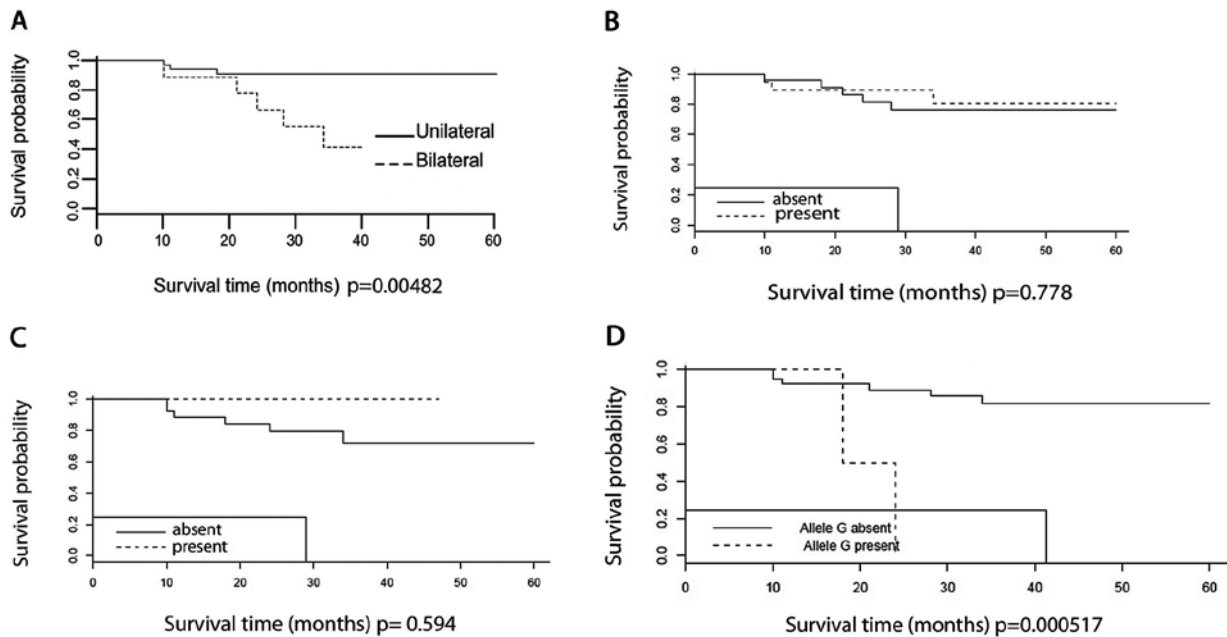 A
Survival probability
1.0
0.8
0.6
0.4
0.2
0.0
Unilateral
Bilateral
0 10 20 30 40 50 60
Survival time (months) p=0.00482
B
Survival probability
1.0
0.8
0.6
0.4
0.2
0.0
absent
present
0 10 20 30 40 50 60
Survival time (months) p=0.778
C
Survival probability
1.0
0.8
0.6
0.4
0.2
0.0
absent
present
0 10 20 30 40 50 60
Survival time (months) p= 0.594
D
Survival probability
1.0
0.8
0.6
0.4
0.2
0.0
Allele G absent
Allele G present
0 10 20 30 40 50 60
Survival time (months) p=0.000517